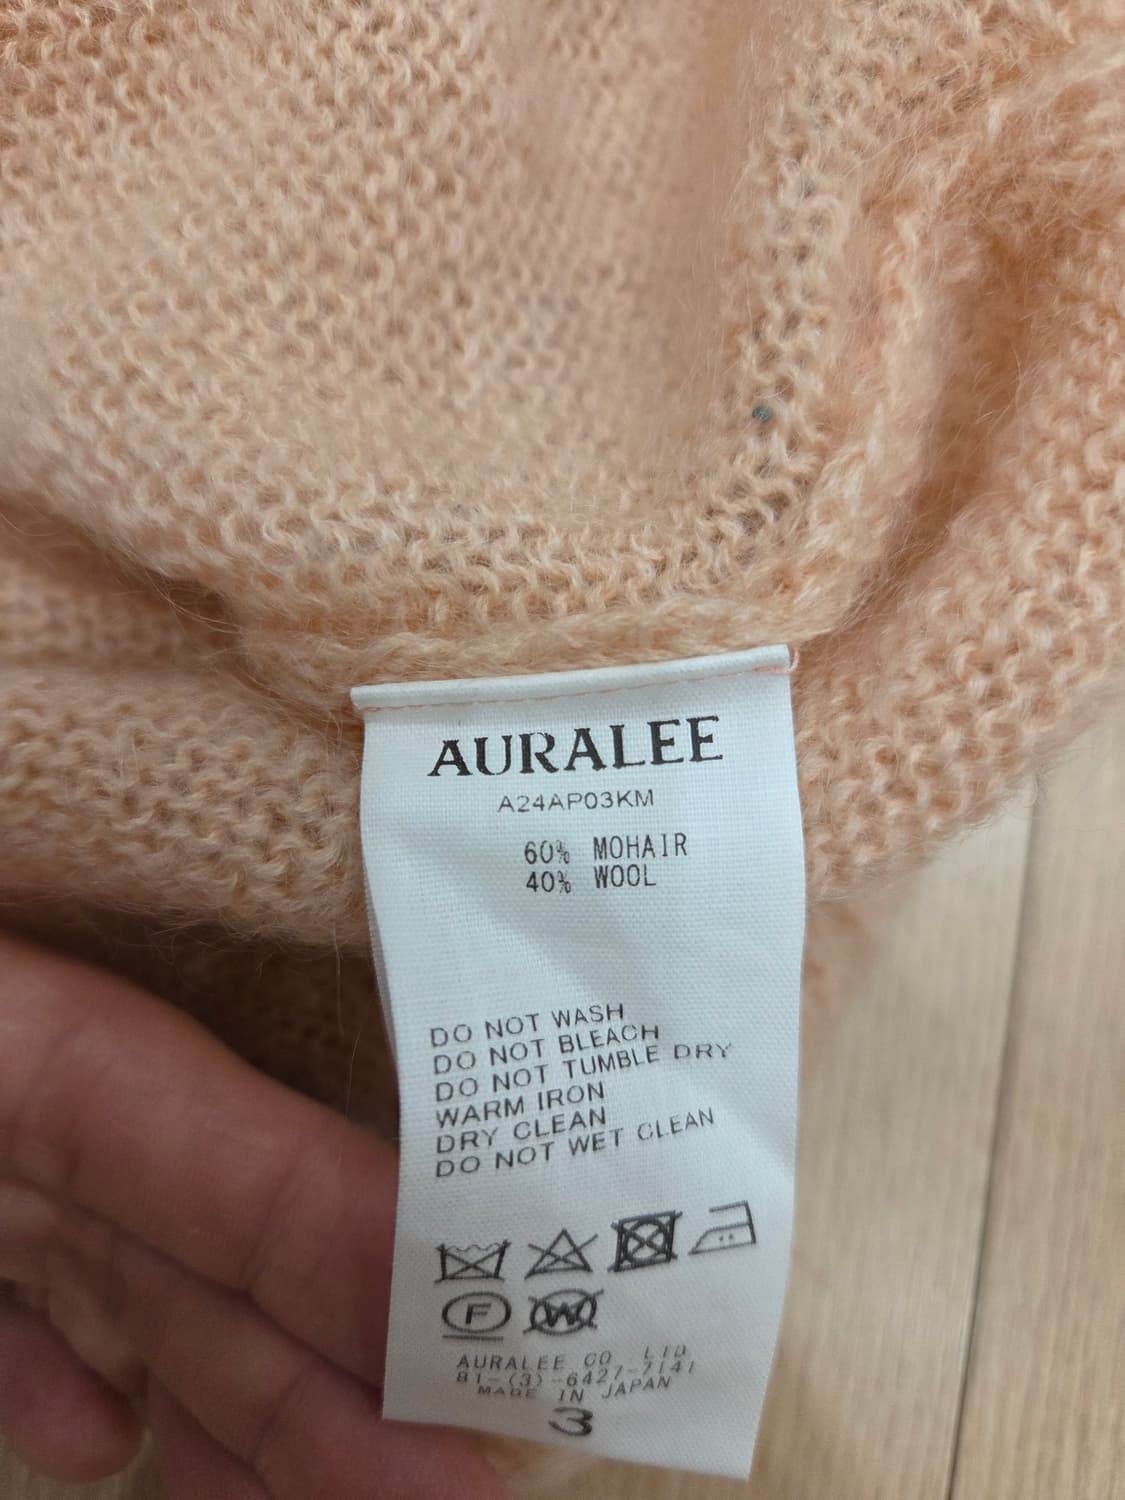 AURALEE
A24AP03KM
60% MOHAIR
40% WOOL
DO NOT WASH
DO NOT BLEACH
DO NOT TUMBLE DRY
WARM IRON
DRY CLEAN
DO NOT WET CLEAN
F W
AURALEE CO. LTD
81-(3)-6427-7141
MADE IN JAPAN
3